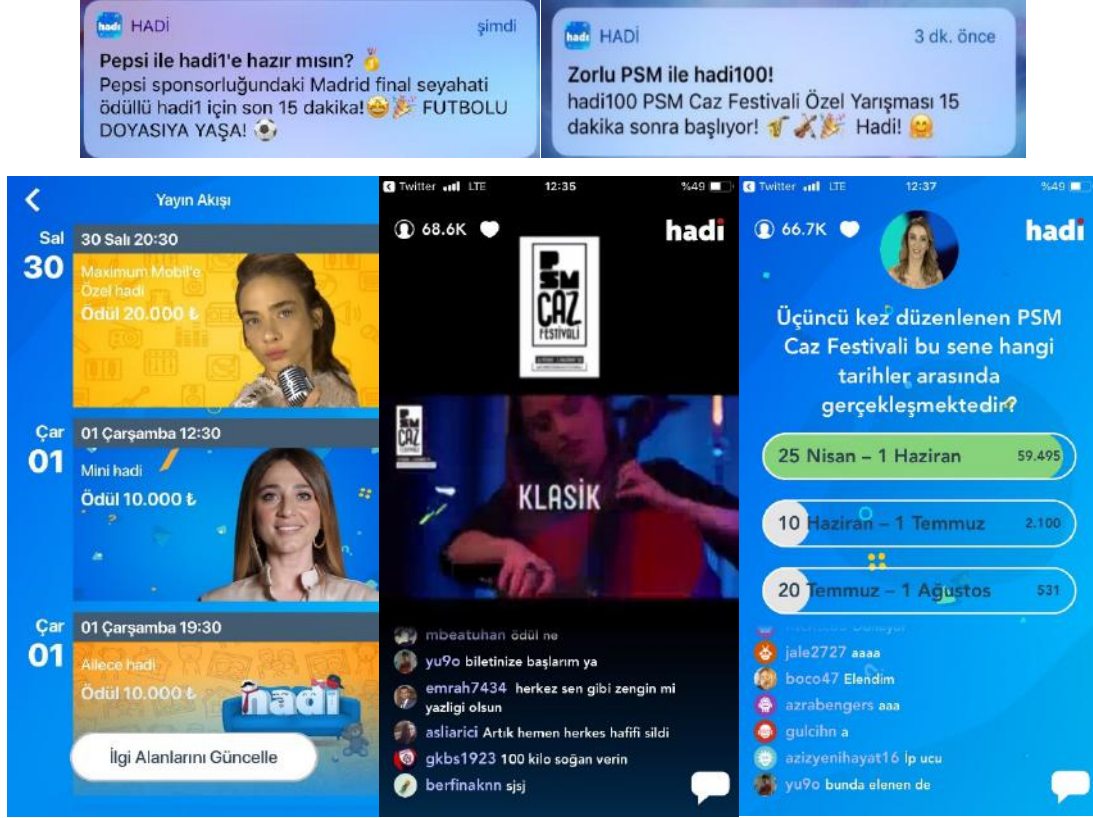 hadi HADİ şimdi
Pepsi ile hadi1'e hazır mısın? 🥇
Pepsi sponsorluğundaki Madrid final seyahati
ödüllü hadi1 için son 15 dakika!🤩🎉 FUTBOLU
DOYASIYA YAŞA! ⚽
hadi HADİ 3 dk. önce
Zorlu PSM ile hadi100!
hadi100 PSM Caz Festivali Özel Yarışması 15
dakika sonra başlıyor! 🎷🎻🎉 Hadi! 🤗
Yayın Akışı
Sal
30
30 Salı 20:30
Maximum Mobil'e
Özel hadi
Ödül 20.000 ₺
Çar
01
01 Çarşamba 12:30
Mini hadi
Ödül 10.000 ₺
Çar
01
01 Çarşamba 19:30
Ailece hadi
Ödül 10.000 ₺
hadi
İlgi Alanlarını Güncelle
Twitter LTE 12:35 %49
68.6K hadi
PSM
CAZ
FESTİVALİ
PSM
CAZ
KLASİK
mbeatuhan ödül ne
yu9o biletinize başlarım ya
emrah7434 herkez sen gibi zengin mi
yazligi olsun
asliarici Artık hemen herkes hafifi sildi
gkbs1923 100 kilo soğan verin
berfinaknn sjsj
Twitter LTE 12:37 %49
66.7K hadi
Üçüncü kez düzenlenen PSM
Caz Festivali bu sene hangi
tarihler arasında
gerçekleşmektedir?
25 Nisan – 1 Haziran 59.495
10 Haziran – 1 Temmuz 2.100
20 Temmuz – 1 Ağustos 531
jale2727 aaaa
boco47 Elendim
azrabengers aaa
gulcihn a
azizyenihayat16 İp ucu
yu9o bunda elenen de